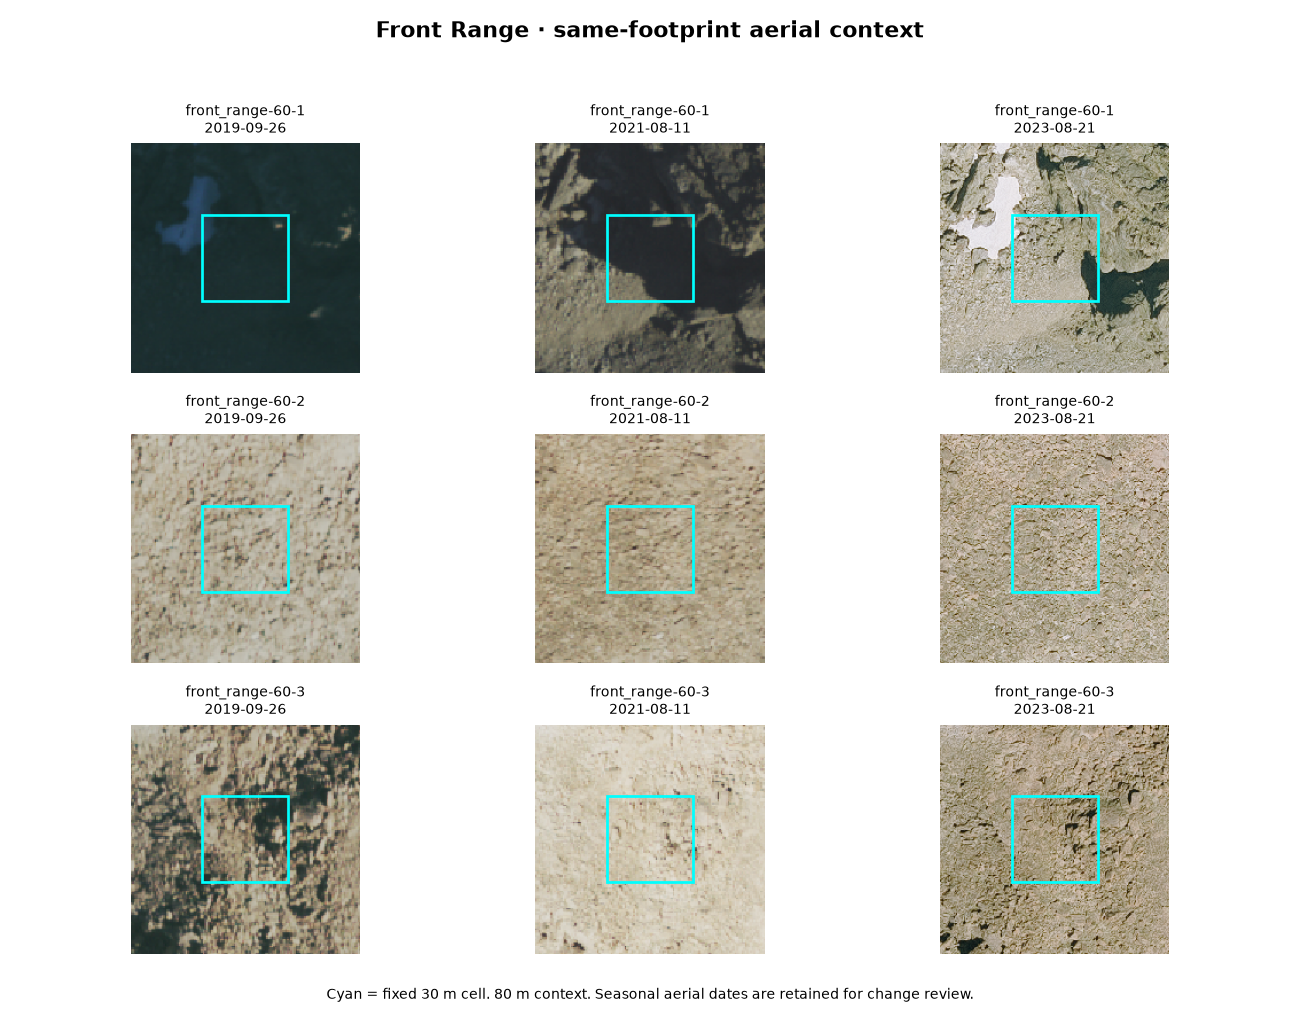 Front Range · same-footprint aerial context
front_range-60-1
2019-09-26
front_range-60-1
2021-08-11
front_range-60-1
2023-08-21
front_range-60-2
2019-09-26
front_range-60-2
2021-08-11
front_range-60-2
2023-08-21
front_range-60-3
2019-09-26
front_range-60-3
2021-08-11
front_range-60-3
2023-08-21
Cyan = fixed 30 m cell. 80 m context. Seasonal aerial dates are retained for change review.